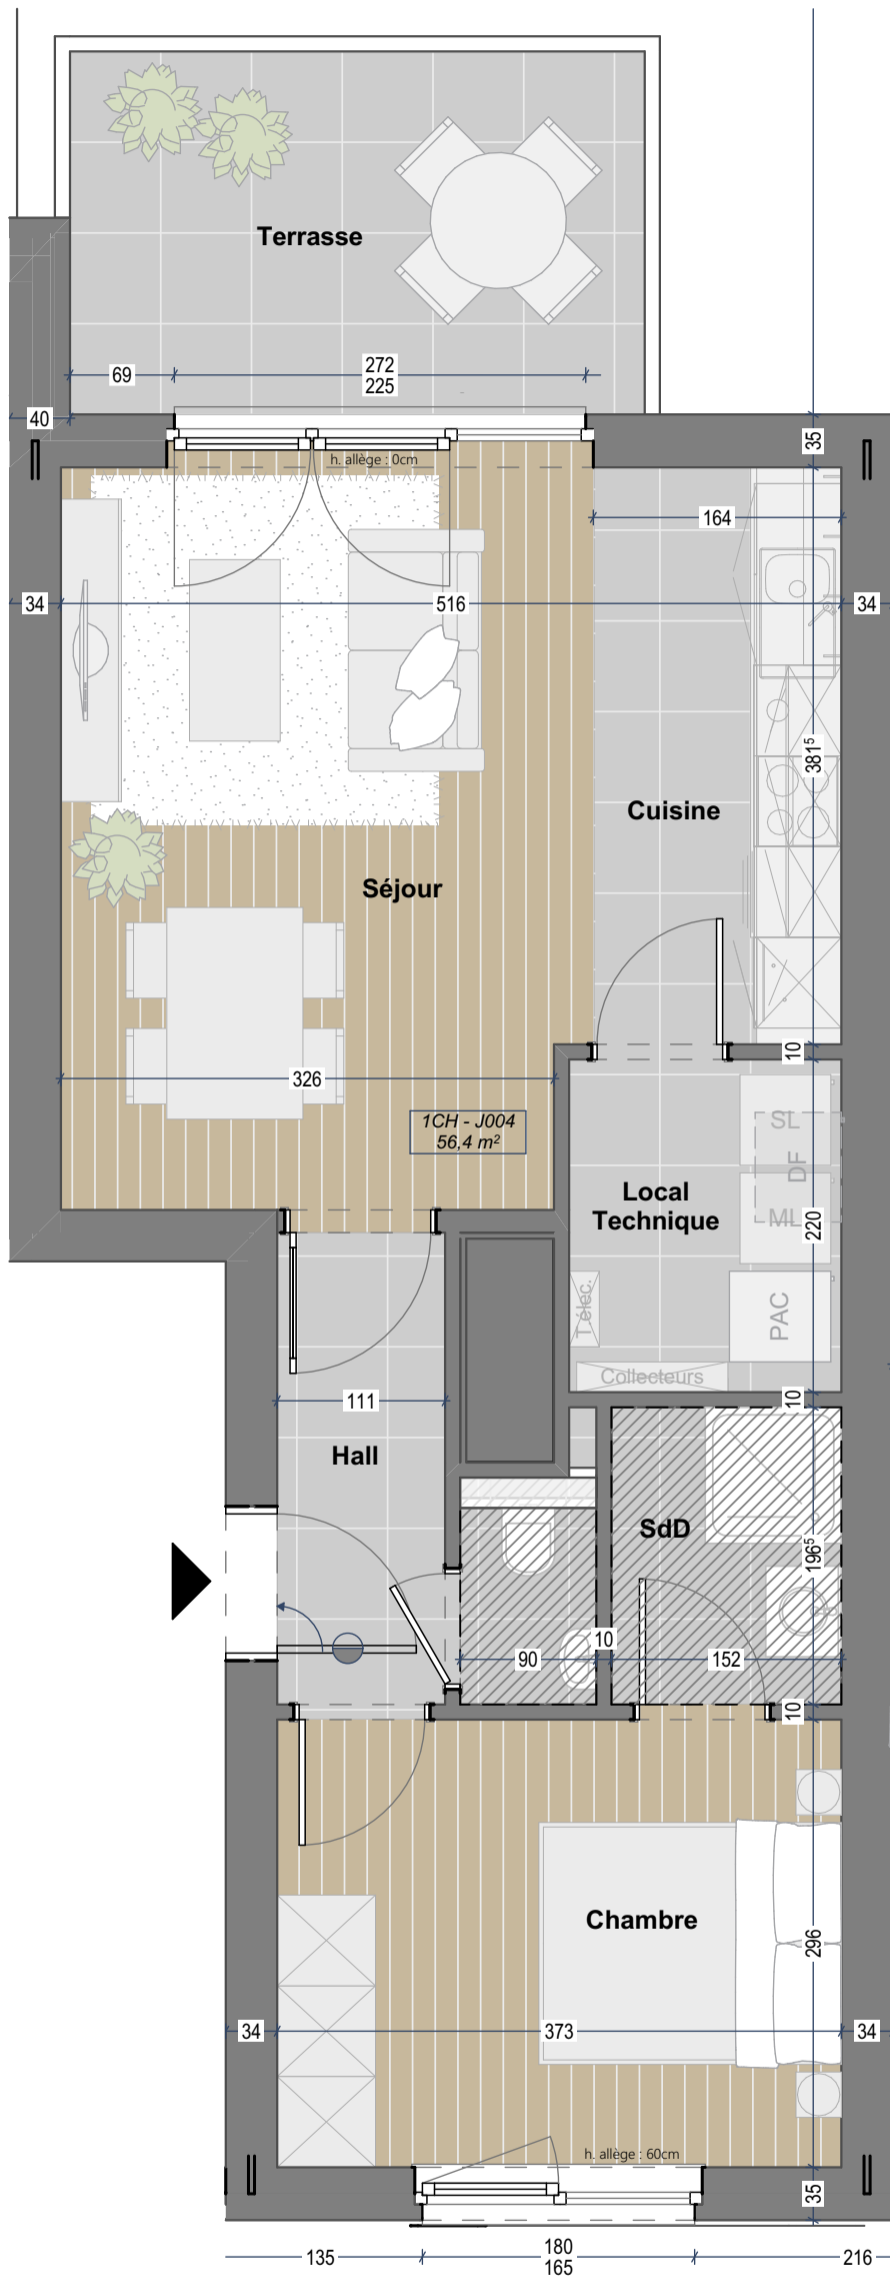 Terrasse
69
272
225
40
35
h. allège : 0cm
164
34
516
34
381⁵
Cuisine
Séjour
10
326
1CH - J004
56,4 m²
SL
DF
ML
Local
Technique
220
T.élec.
PAC
Collecteurs
10
111
Hall
SdD
196⁵
90
10
152
10
Chambre
296
34
373
34
h. allège : 60cm
35
135
180
165
216